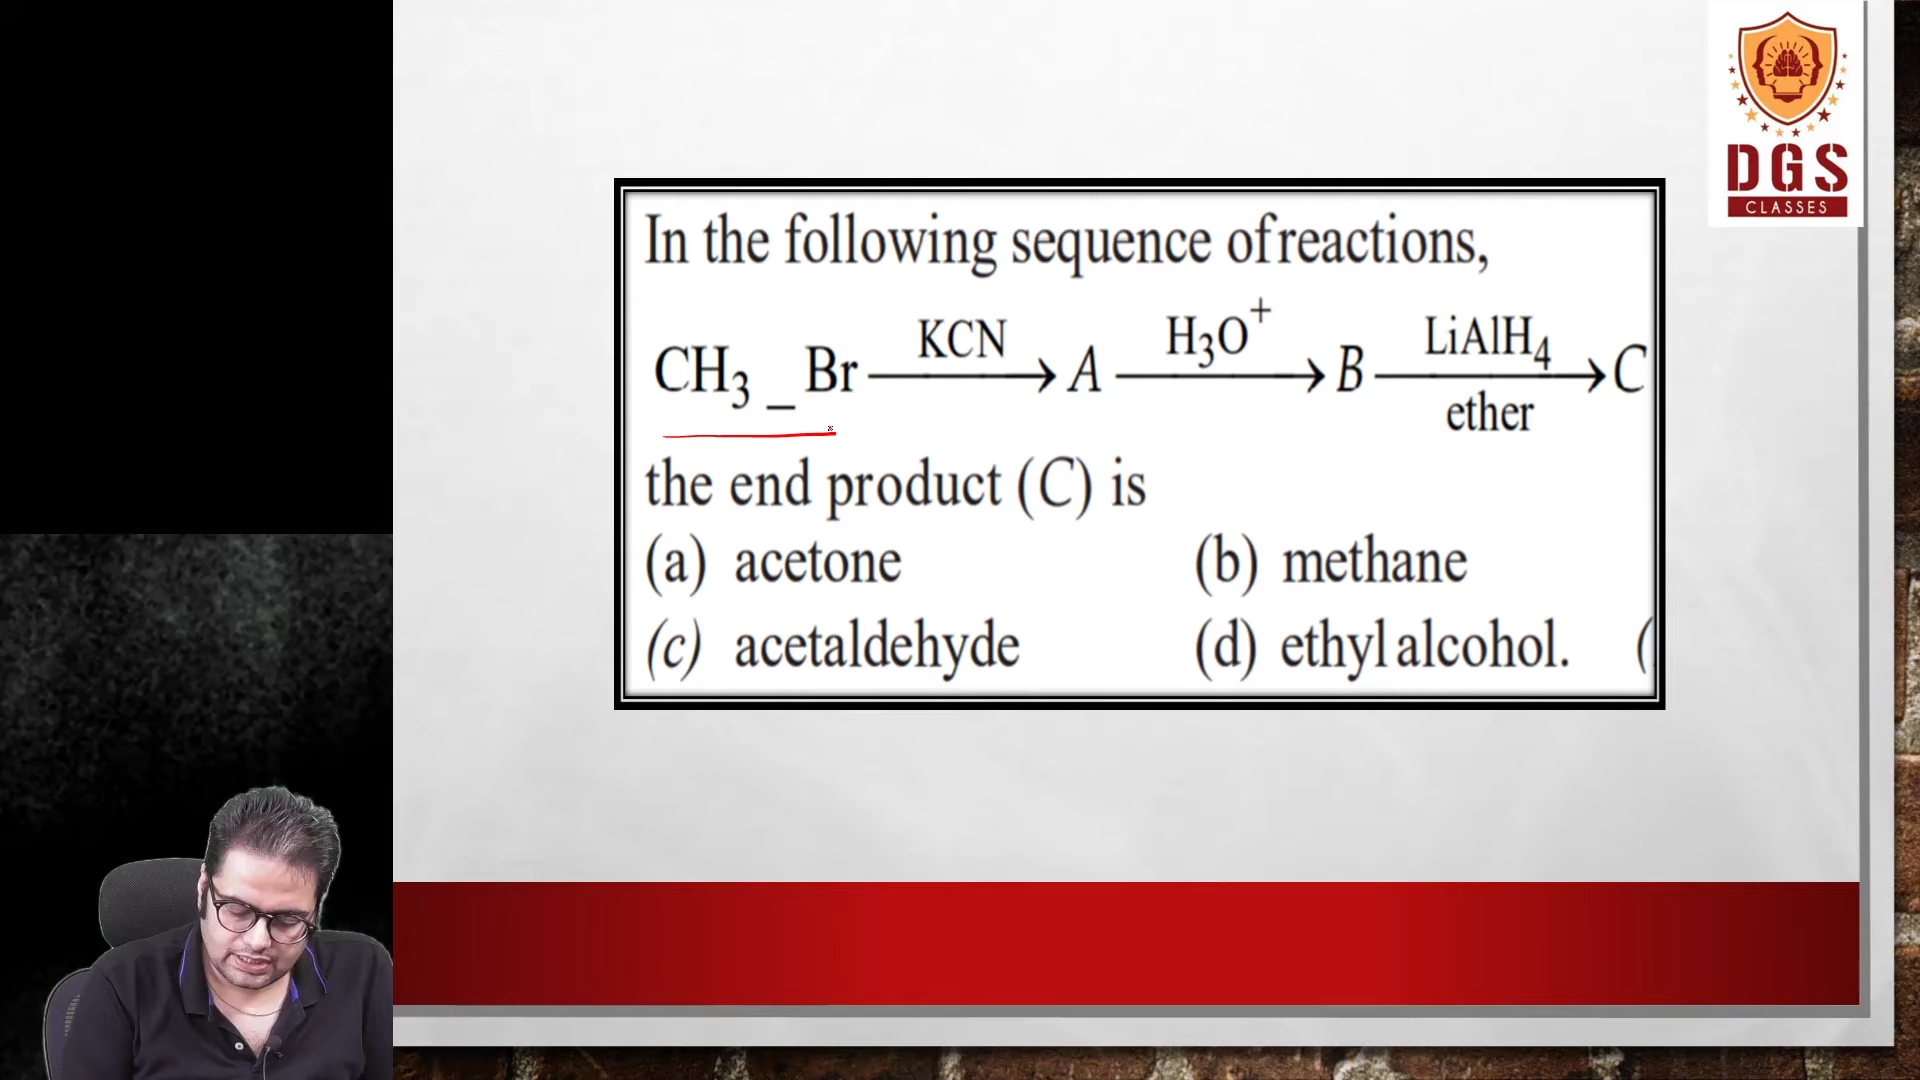 DGS
CLASSES
In the following sequence of reactions,
CH₃ _ Br —KCN→ A —H₃O⁺→ B —LiAlH₄→ C
ether
the end product (C) is
(a) acetone (b) methane
(c) acetaldehyde (d) ethyl alcohol. (